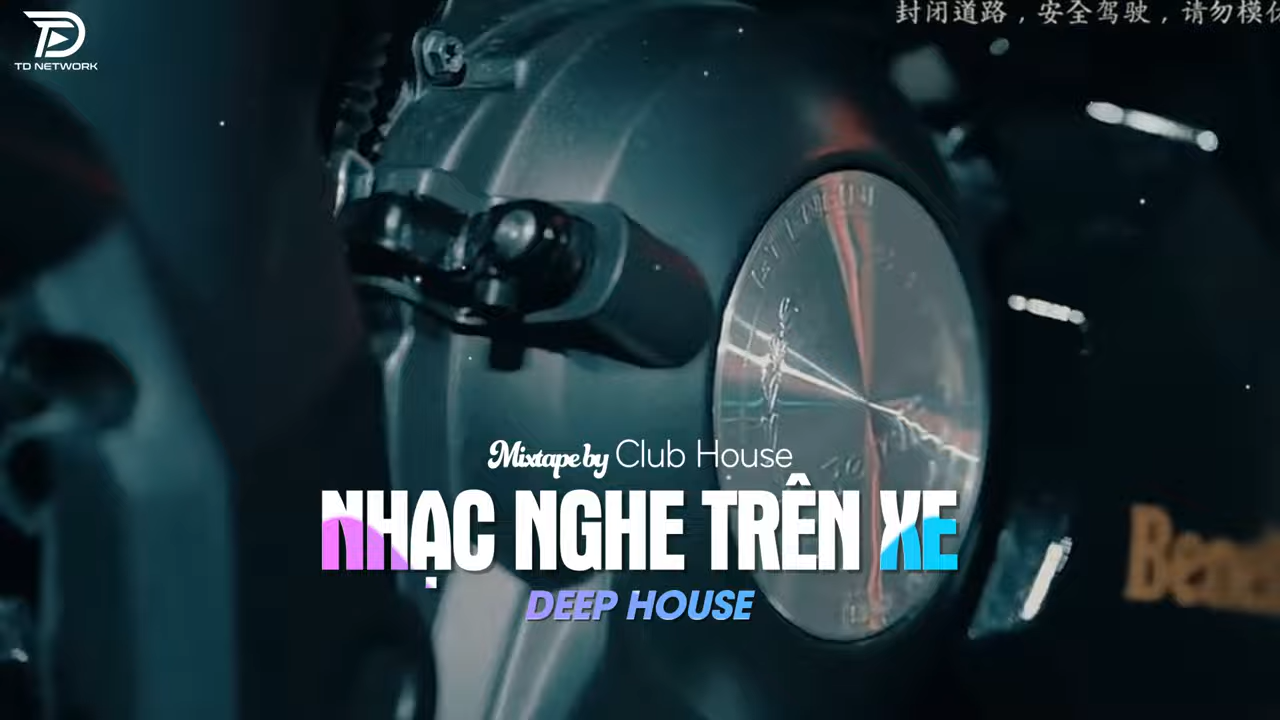 TD NETWORK
封闭道路，安全驾驶，请勿模
Mixtape by Club House
NHẠC NGHE TRÊN XE
DEEP HOUSE